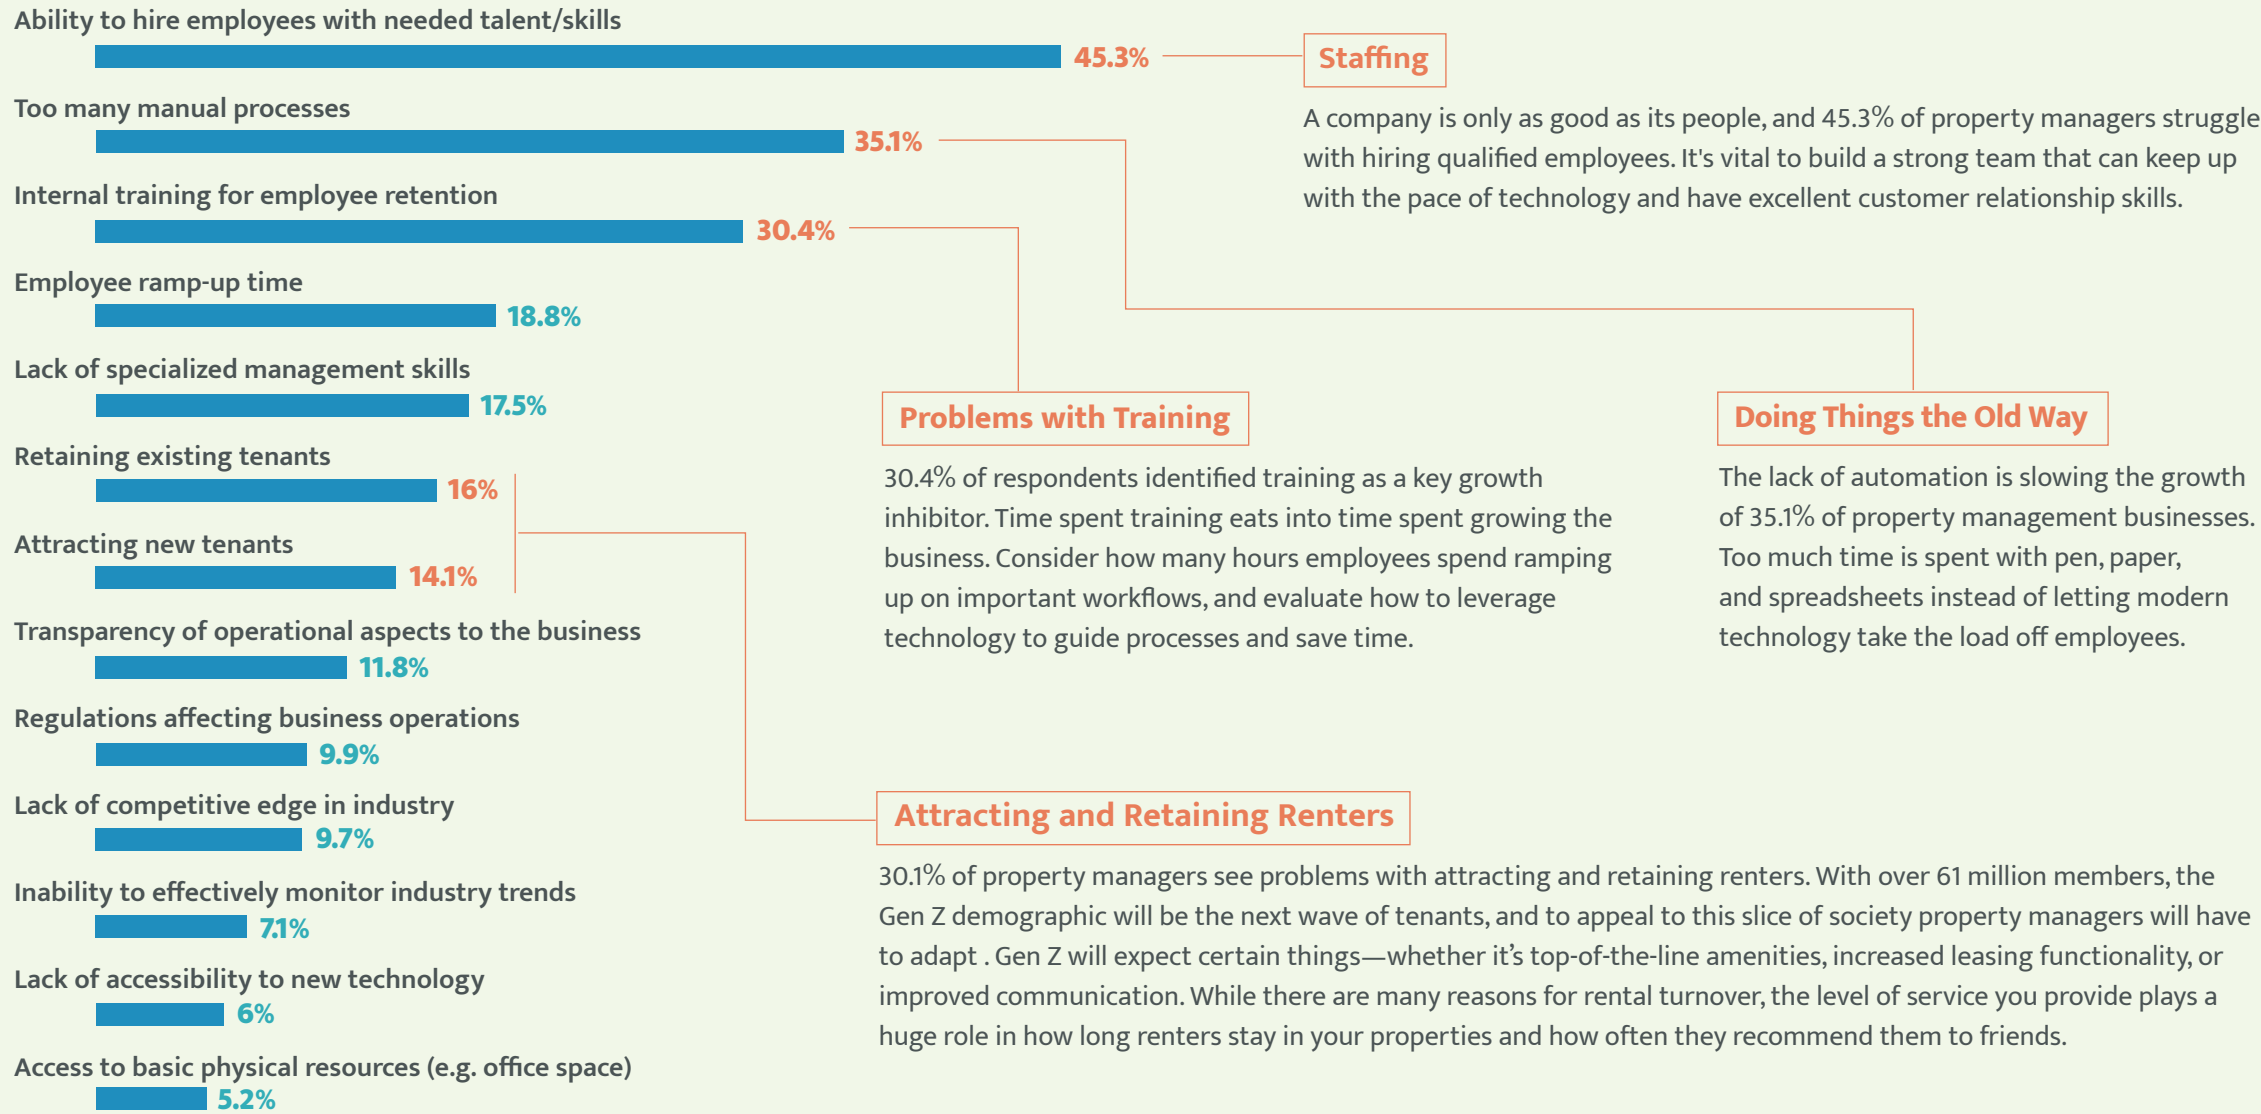 Ability to hire employees with needed talent/skills
45.3%
Too many manual processes
35.1%
Internal training for employee retention
30.4%
Employee ramp-up time
18.8%
Lack of specialized management skills
17.5%
Retaining existing tenants
16%
Attracting new tenants
14.1%
Transparency of operational aspects to the business
11.8%
Regulations affecting business operations
9.9%
Lack of competitive edge in industry
9.7%
Inability to effectively monitor industry trends
7.1%
Lack of accessibility to new technology
6%
Access to basic physical resources (e.g. office space)
5.2%
Staffing
A company is only as good as its people, and 45.3% of property managers struggle
with hiring qualified employees. It's vital to build a strong team that can keep up
with the pace of technology and have excellent customer relationship skills.
Problems with Training
30.4% of respondents identified training as a key growth
inhibitor. Time spent training eats into time spent growing the
business. Consider how many hours employees spend ramping
up on important workflows, and evaluate how to leverage
technology to guide processes and save time.
Doing Things the Old Way
The lack of automation is slowing the growth
of 35.1% of property management businesses.
Too much time is spent with pen, paper,
and spreadsheets instead of letting modern
technology take the load off employees.
Attracting and Retaining Renters
30.1% of property managers see problems with attracting and retaining renters. With over 61 million members, the
Gen Z demographic will be the next wave of tenants, and to appeal to this slice of society property managers will have
to adapt . Gen Z will expect certain things—whether it’s top-of-the-line amenities, increased leasing functionality, or
improved communication. While there are many reasons for rental turnover, the level of service you provide plays a
huge role in how long renters stay in your properties and how often they recommend them to friends.